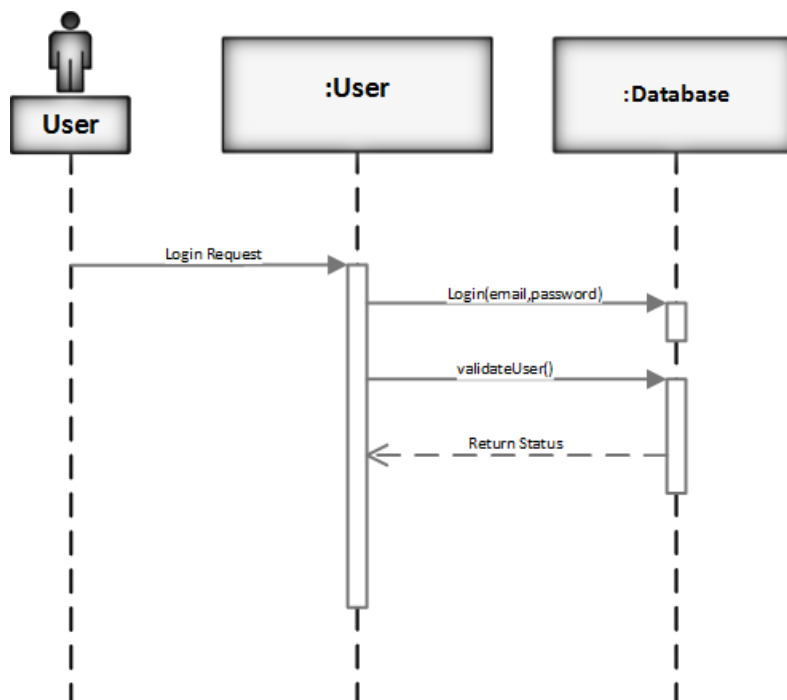 User
:User
:Database
Login Request
Login(email,password)
validateUser()
Return Status